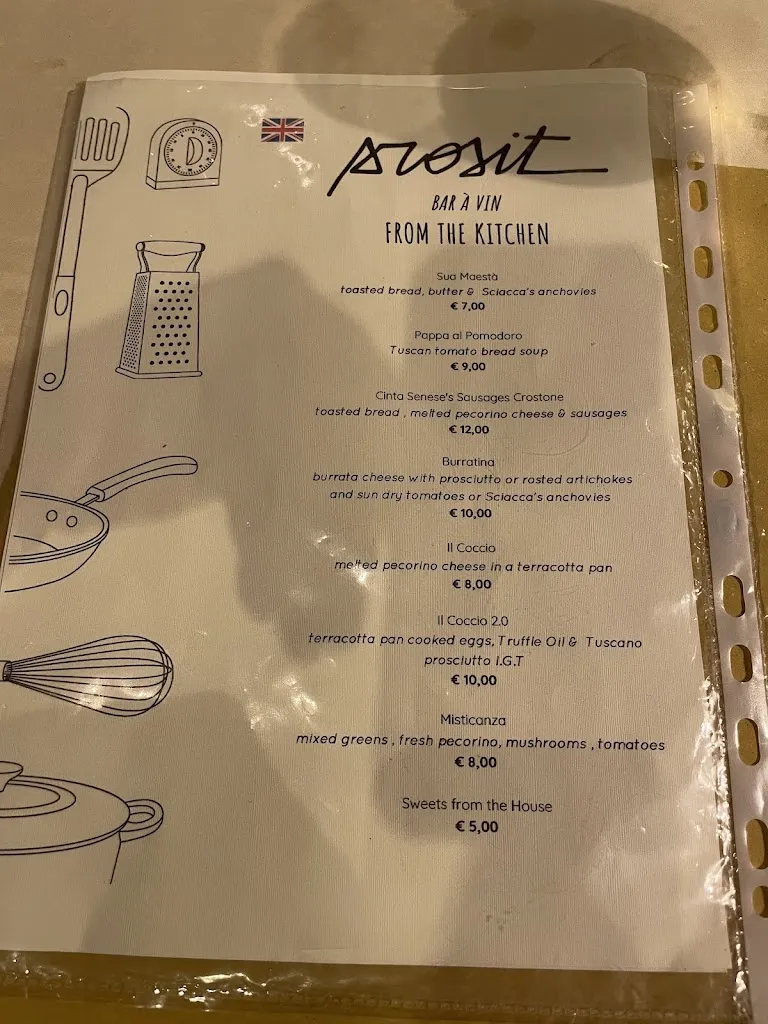 prosit
BAR À VIN
FROM THE KITCHEN
Sua Maestà
toasted bread, butter & Sciacca's anchovies
€ 7,00
Pappa al Pomodoro
Tuscan tomato bread soup
€ 9,00
Cinta Senese's Sausages Crostone
toasted bread , melted pecorino cheese & sausages
€ 12,00
Burratina
burrata cheese with prosciutto or rosted artichokes
and sun dry tomatoes or Sciacca's anchovies
€ 10,00
Il Coccio
melted pecorino cheese in a terracotta pan
€ 8,00
Il Coccio 2.0
terracotta pan cooked eggs, Truffle Oil & Tuscano
prosciutto I.G.T
€ 10,00
Misticanza
mixed greens , fresh pecorino, mushrooms , tomatoes
€ 8,00
Sweets from the House
€ 5,00